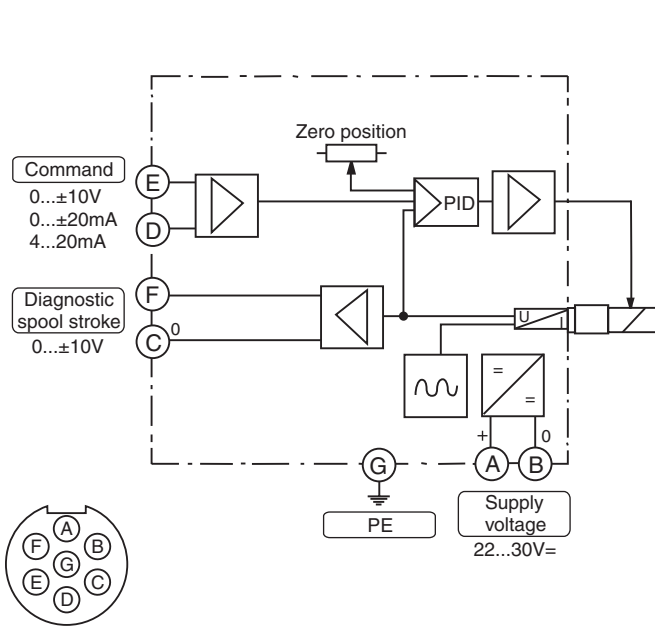 Zero position
Command
E
0...±10V
0...±20mA
4...20mA
D
PID
F
Diagnostic
spool stroke
0...±10V
C
0
U
I
=
=
+
0
G
A
B
PE
Supply
voltage
22...30V=
A
F
B
G
E
C
D